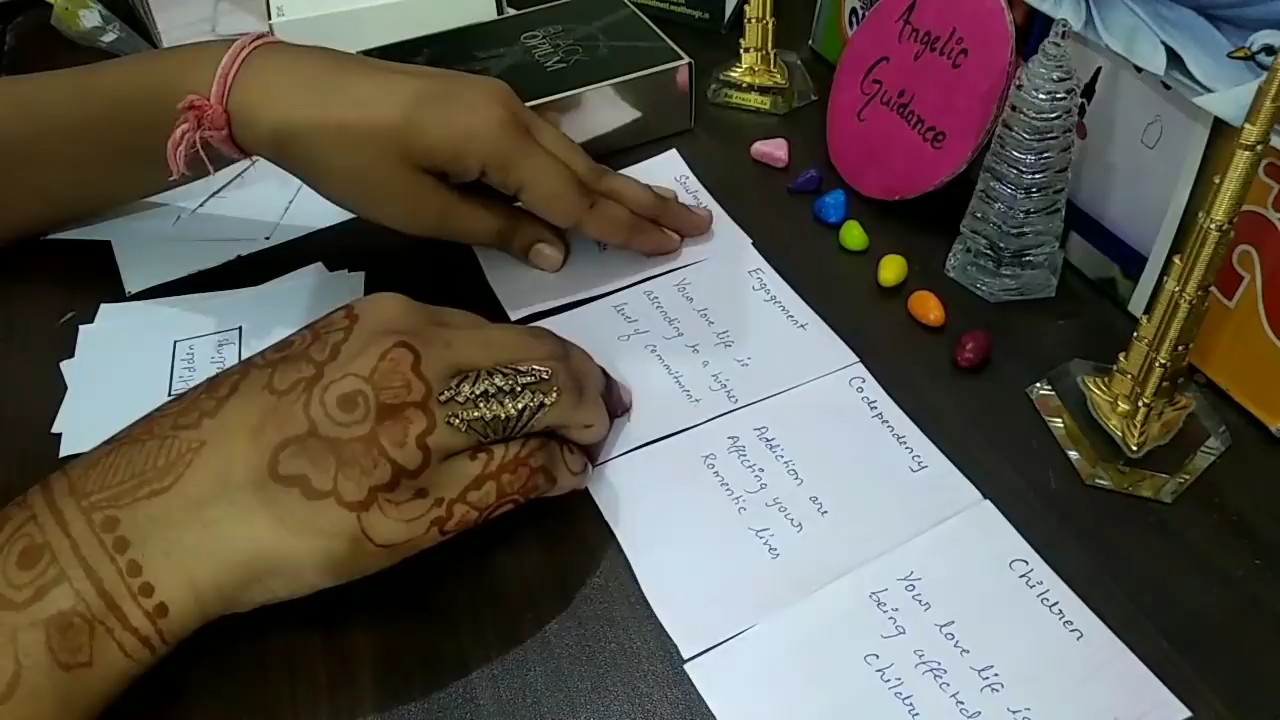 BLACK
OPIUM
Angelic
Guidance
Engagement
Your love life is
ascending to a higher
level of commitment
Codependency
Addiction are
Affecting your
Romentic lives
Children
Your love life is
being affected